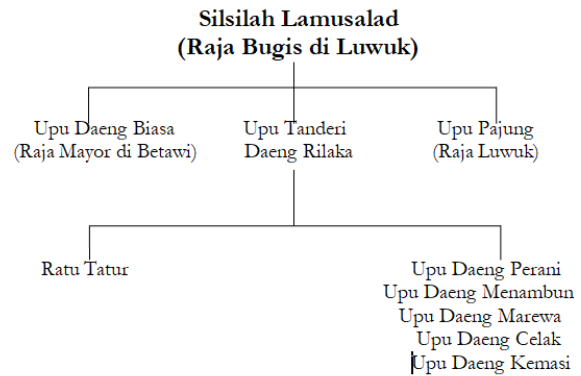 Silsilah Lamusalad
(Raja Bugis di Luwuk)
Upu Daeng Biasa
(Raja Mayor di Betawi)
Upu Tanderi
Daeng Rilaka
Upu Pajung
(Raja Luwuk)
Ratu Tatur
Upu Daeng Perani
Upu Daeng Menambun
Upu Daeng Marewa
Upu Daeng Celak
Upu Daeng Kemasi